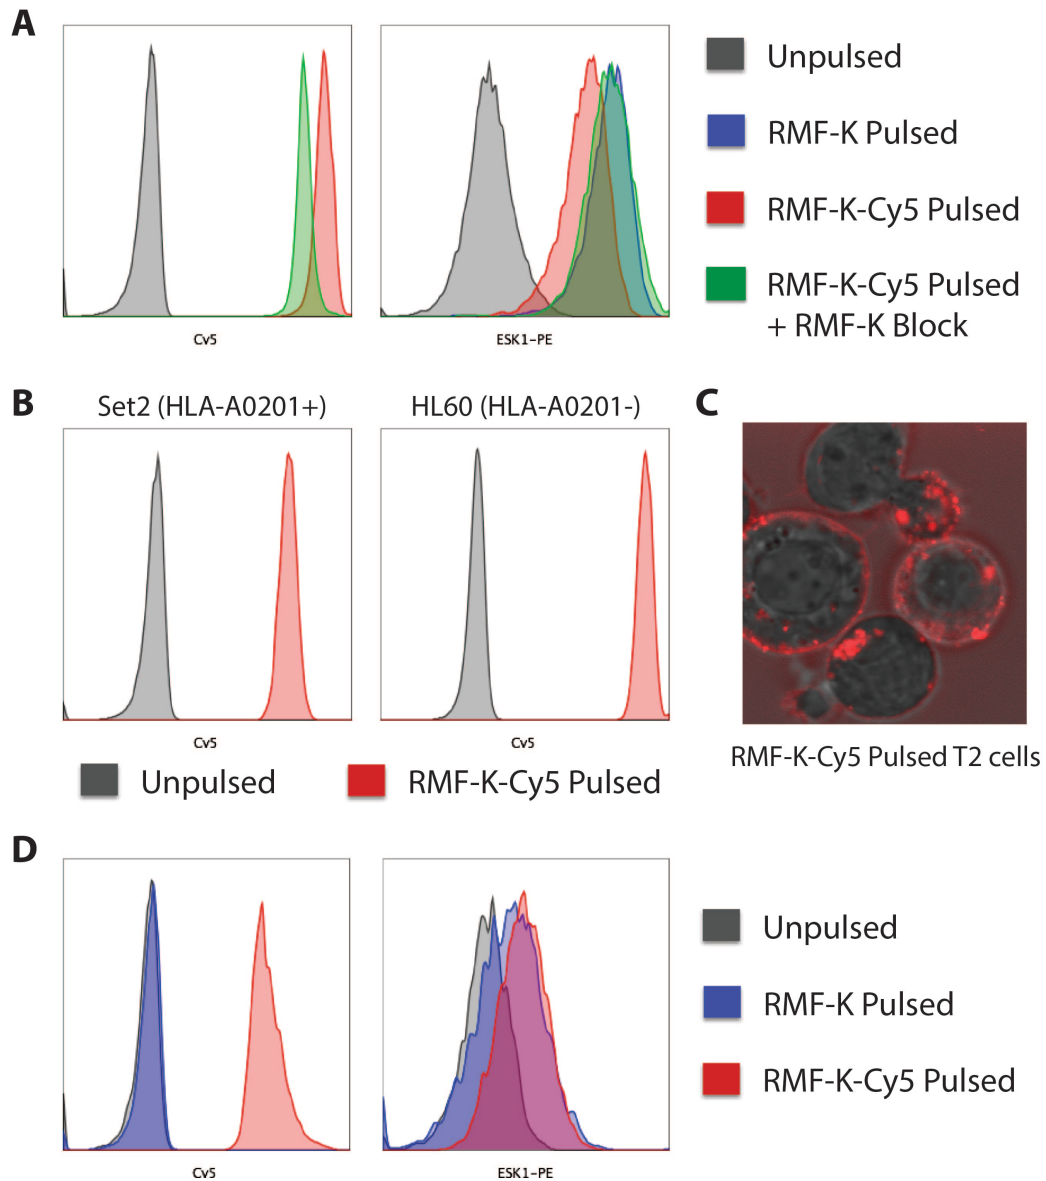 A
Unpulsed
RMF-K Pulsed
RMF-K-Cy5 Pulsed
RMF-K-Cy5 Pulsed
+ RMF-K Block
Cy5
ESK1-PE
B
Set2 (HLA-A0201+)
HL60 (HLA-A0201-)
C
Cy5
Cy5
Unpulsed
RMF-K-Cy5 Pulsed
RMF-K-Cy5 Pulsed T2 cells
D
Unpulsed
RMF-K Pulsed
RMF-K-Cy5 Pulsed
Cy5
ESK1-PE